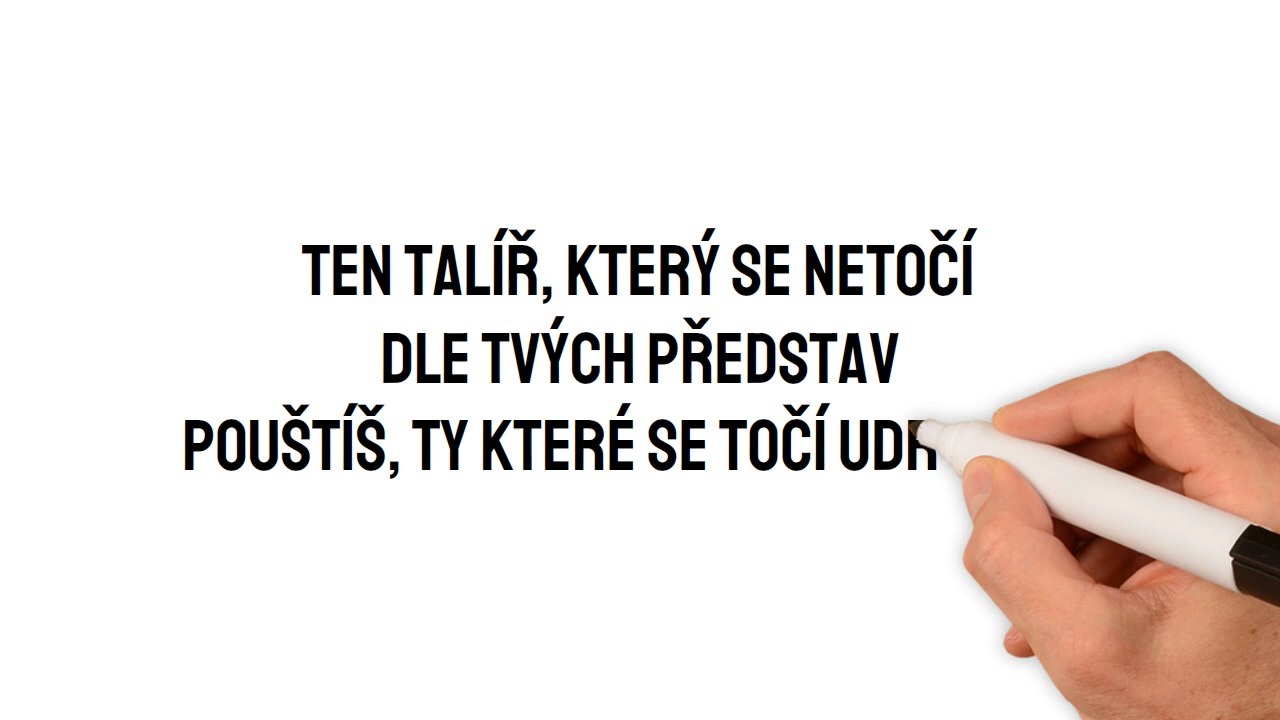 TEN TALÍŘ, KTERÝ SE NETOČÍ
DLE TVÝCH PŘEDSTAV
POUŠTÍŠ, TY KTERÉ SE TOČÍ